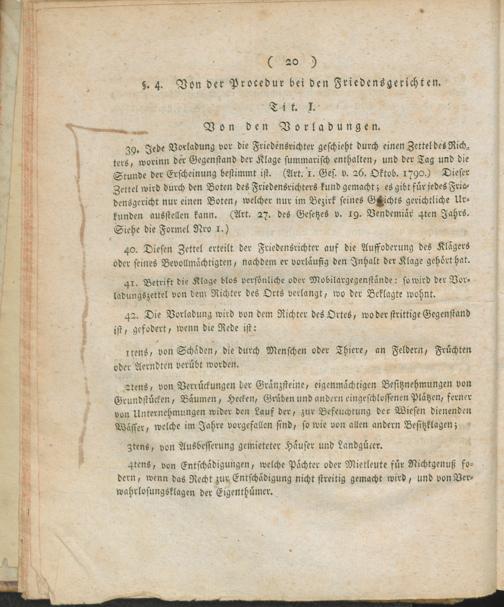 ( 20 )
§. 4. Von der Procedur bei den Friedensgerichten.
Tit. I.
Von den Vorladungen.
39. Jede Vorladung vor die Friedensrichter geschieht durch einen Zettel des Rich-
ters, worinn der Gegenstand der Klage summarisch enthalten, und der Tag und die
Stunde der Erscheinung bestimmt ist. (Art. 1. Ges. v. 26. Oktob. 1790.) Dieser
Zettel wird durch den Boten des Friedensrichters kund gemacht; es gibt für jedes Frie-
densgericht nur einen Boten, welcher nur im Bezirk seines Gerichts gerichtliche Ur-
kunden ausstellen kann. (Art. 27. des Gesetzes v. 19. Vendemiär 4ten Jahrs.
Siehe die Formel Nro 1.)
40. Diesen Zettel erteilt der Friedensrichter auf die Auffoderung des Klägers
oder seines Bevollmächtigten, nachdem er vorläufig den Inhalt der Klage gehört hat.
41. Betrift die Klage blos persönliche oder Mobilargegenstände: so wird der Vor-
ladungszettel von dem Richter des Orts verlangt, wo der Beklagte wohnt.
42. Die Vorladung wird von dem Richter des Ortes, wo der strittige Gegenstand
ist, gefodert, wenn die Rede ist:
1tens, von Schäden, die durch Menschen oder Thiere, an Feldern, Früchten
oder Aerndten verübt worden.
2tens, von Verrückungen der Gränzsteine, eigenmächtigen Besitznehmungen von
Grundstücken, Bäumen, Hecken, Gräben und andern eingeschlossenen Plätzen, ferner
von Unternehmungen wider den Lauf der, zur Befeuchtung der Wiesen dienenden
Wässer, welche im Jahre vorgefallen sind, so wie von allen andern Besitzklagen;
3tens, von Ausbesserung gemieteter Häuser und Landgüter.
4tens, von Entschädigungen, welche Pächter oder Mietleute für Nichtgenuß fo-
dern, wenn das Recht zur Entschädigung nicht streitig gemacht wird, und von Ver-
wahrlosungsklagen der Eigenthümer.